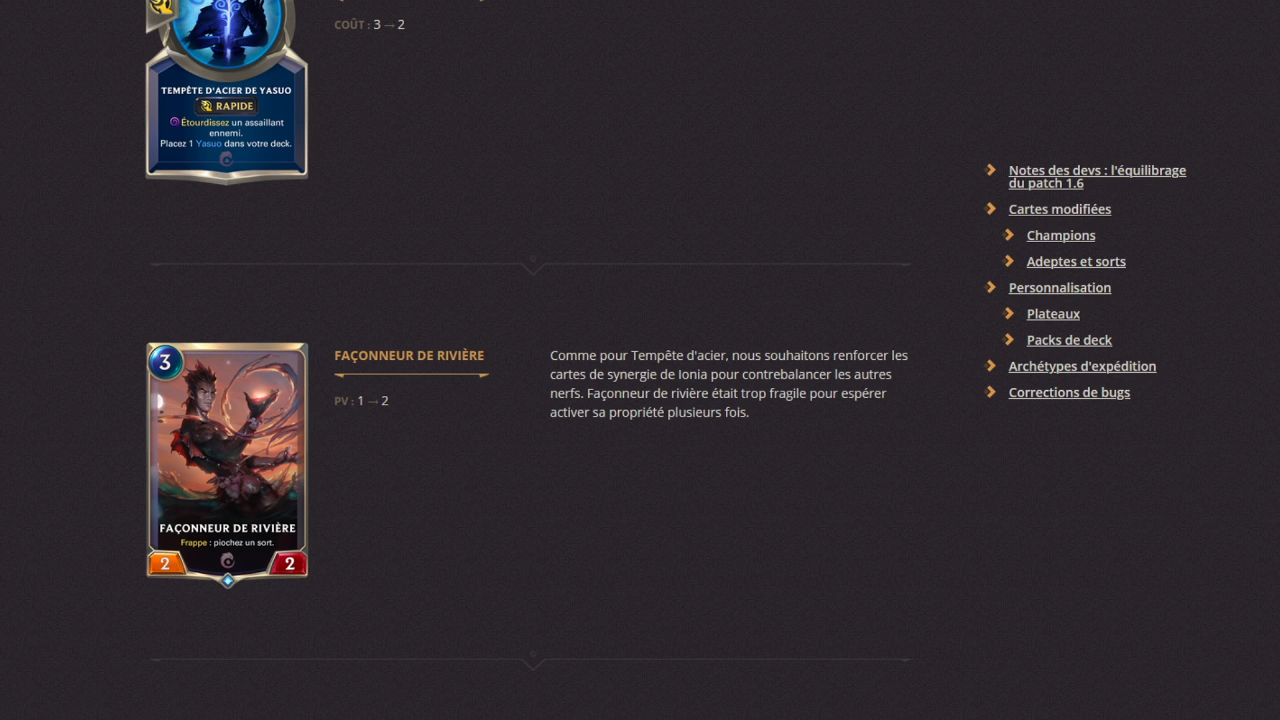 COÛT : 3 → 2
TEMPÊTE D'ACIER DE YASUO
RAPIDE
Étourdissez un assaillant
ennemi.
Placez 1 Yasuo dans votre deck.
Notes des devs : l'équilibrage
du patch 1.6
Cartes modifiées
Champions
Adeptes et sorts
Personnalisation
Plateaux
Packs de deck
Archétypes d'expédition
Corrections de bugs
3
FAÇONNEUR DE RIVIÈRE
PV : 1 → 2
Comme pour Tempête d'acier, nous souhaitons renforcer les
cartes de synergie de Ionia pour contrebalancer les autres
nerfs. Façonneur de rivière était trop fragile pour espérer
activer sa propriété plusieurs fois.
FAÇONNEUR DE RIVIÈRE
Frappe : piochez un sort.
2
2